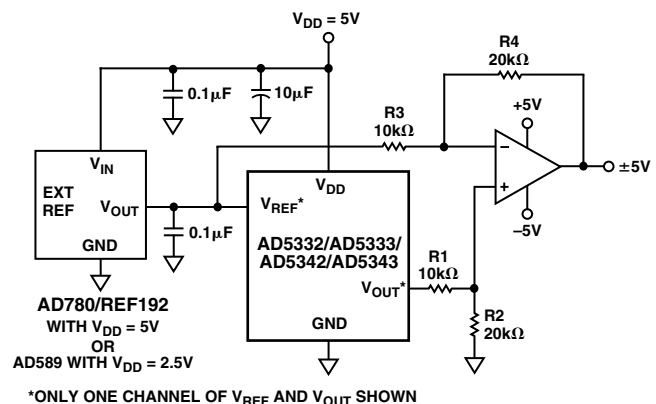 V_DD = 5V
0.1μF
10μF
R4
20kΩ
R3
10kΩ
+5V
−
+
−5V
±5V
V_IN
EXT
REF
V_OUT
GND
0.1μF
V_DD
V_REF*
AD5332/AD5333/
AD5342/AD5343
V_OUT*
GND
R1
10kΩ
R2
20kΩ
AD780/REF192
WITH V_DD = 5V
OR
AD589 WITH V_DD = 2.5V
*ONLY ONE CHANNEL OF V_REF AND V_OUT SHOWN